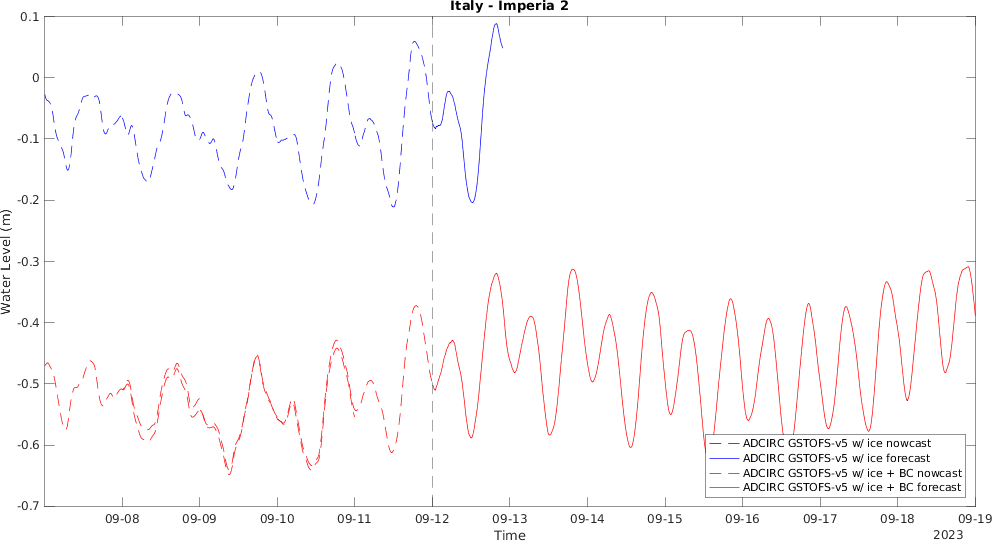 Italy - Imperia 2
Water Level (m)
0.1
0
-0.1
-0.2
-0.3
-0.4
-0.5
-0.6
-0.7
ADCIRC GSTOFS-v5 w/ ice nowcast
ADCIRC GSTOFS-v5 w/ ice forecast
ADCIRC GSTOFS-v5 w/ ice + BC nowcast
ADCIRC GSTOFS-v5 w/ ice + BC forecast
09-08 09-09 09-10 09-11 09-12 09-13 09-14 09-15 09-16 09-17 09-18 09-19
Time
2023